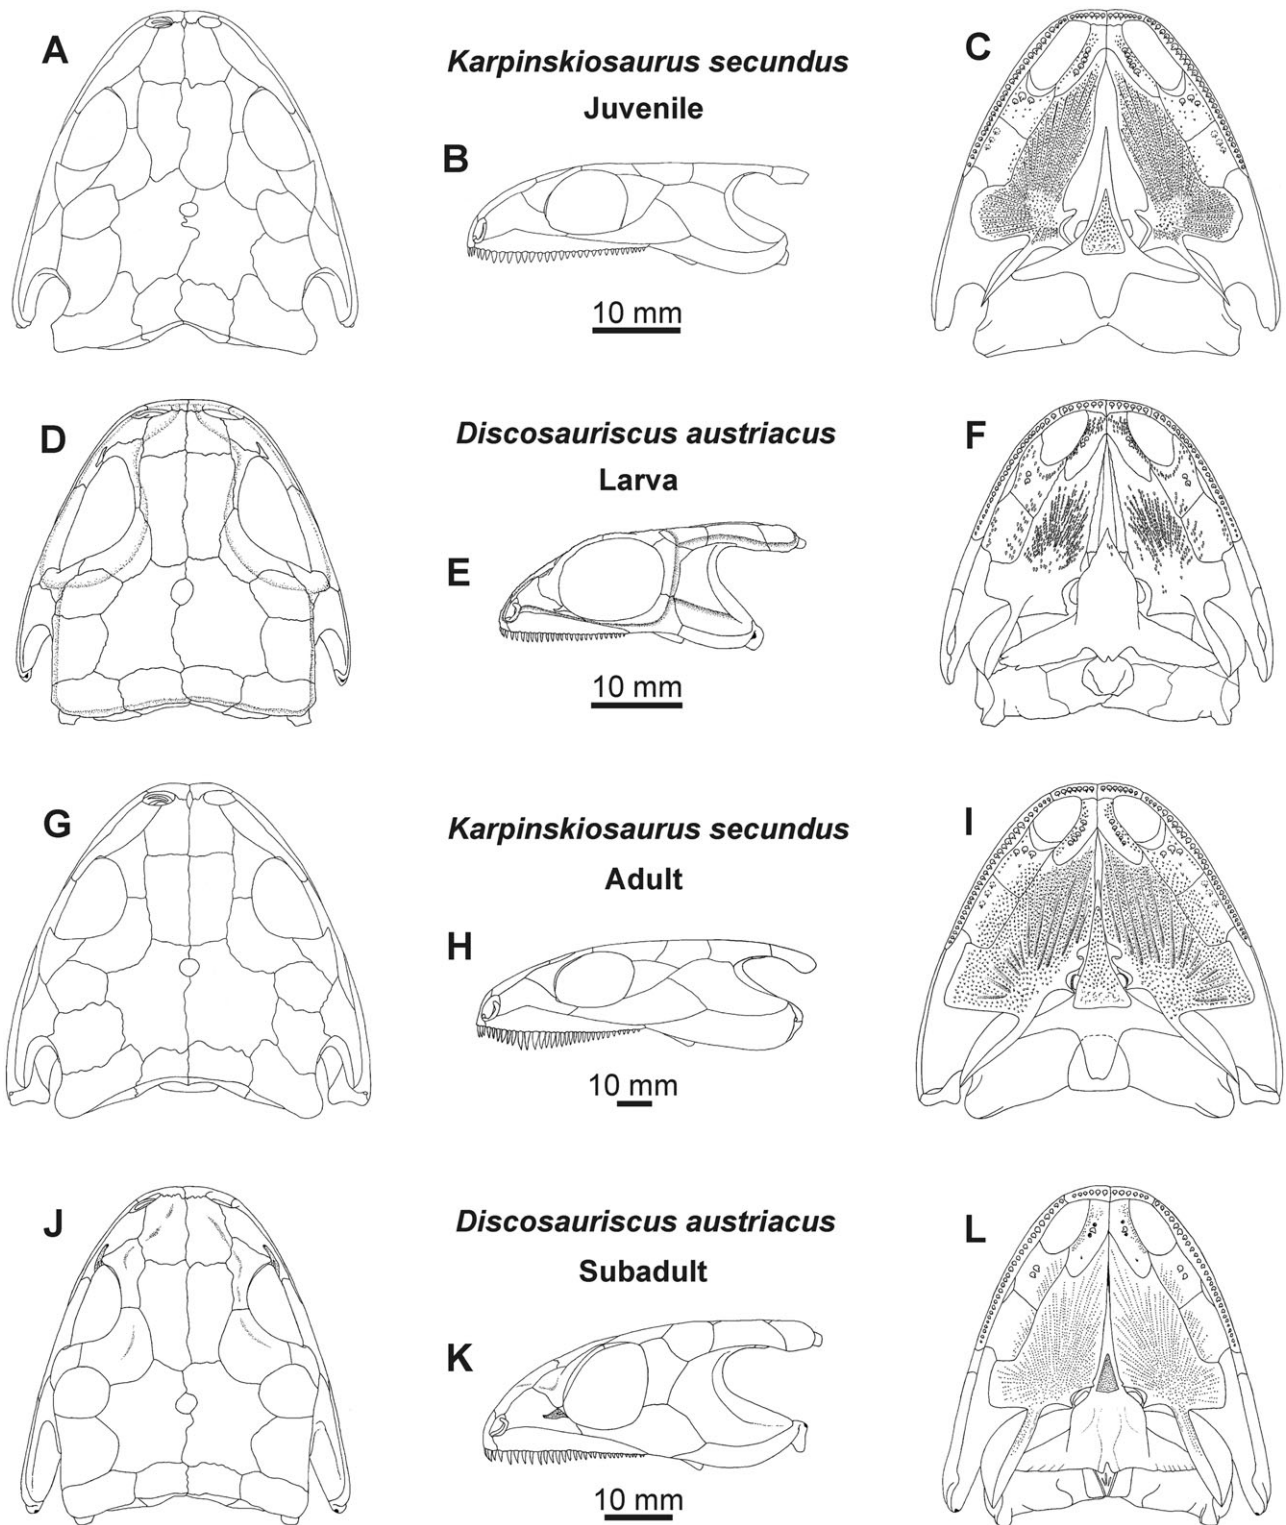 A
Karpinskiosaurus secundus
Juvenile
B
10 mm
C
D
Discosauriscus austriacus
Larva
E
10 mm
F
G
Karpinskiosaurus secundus
Adult
H
10 mm
I
J
Discosauriscus austriacus
Subadult
K
10 mm
L